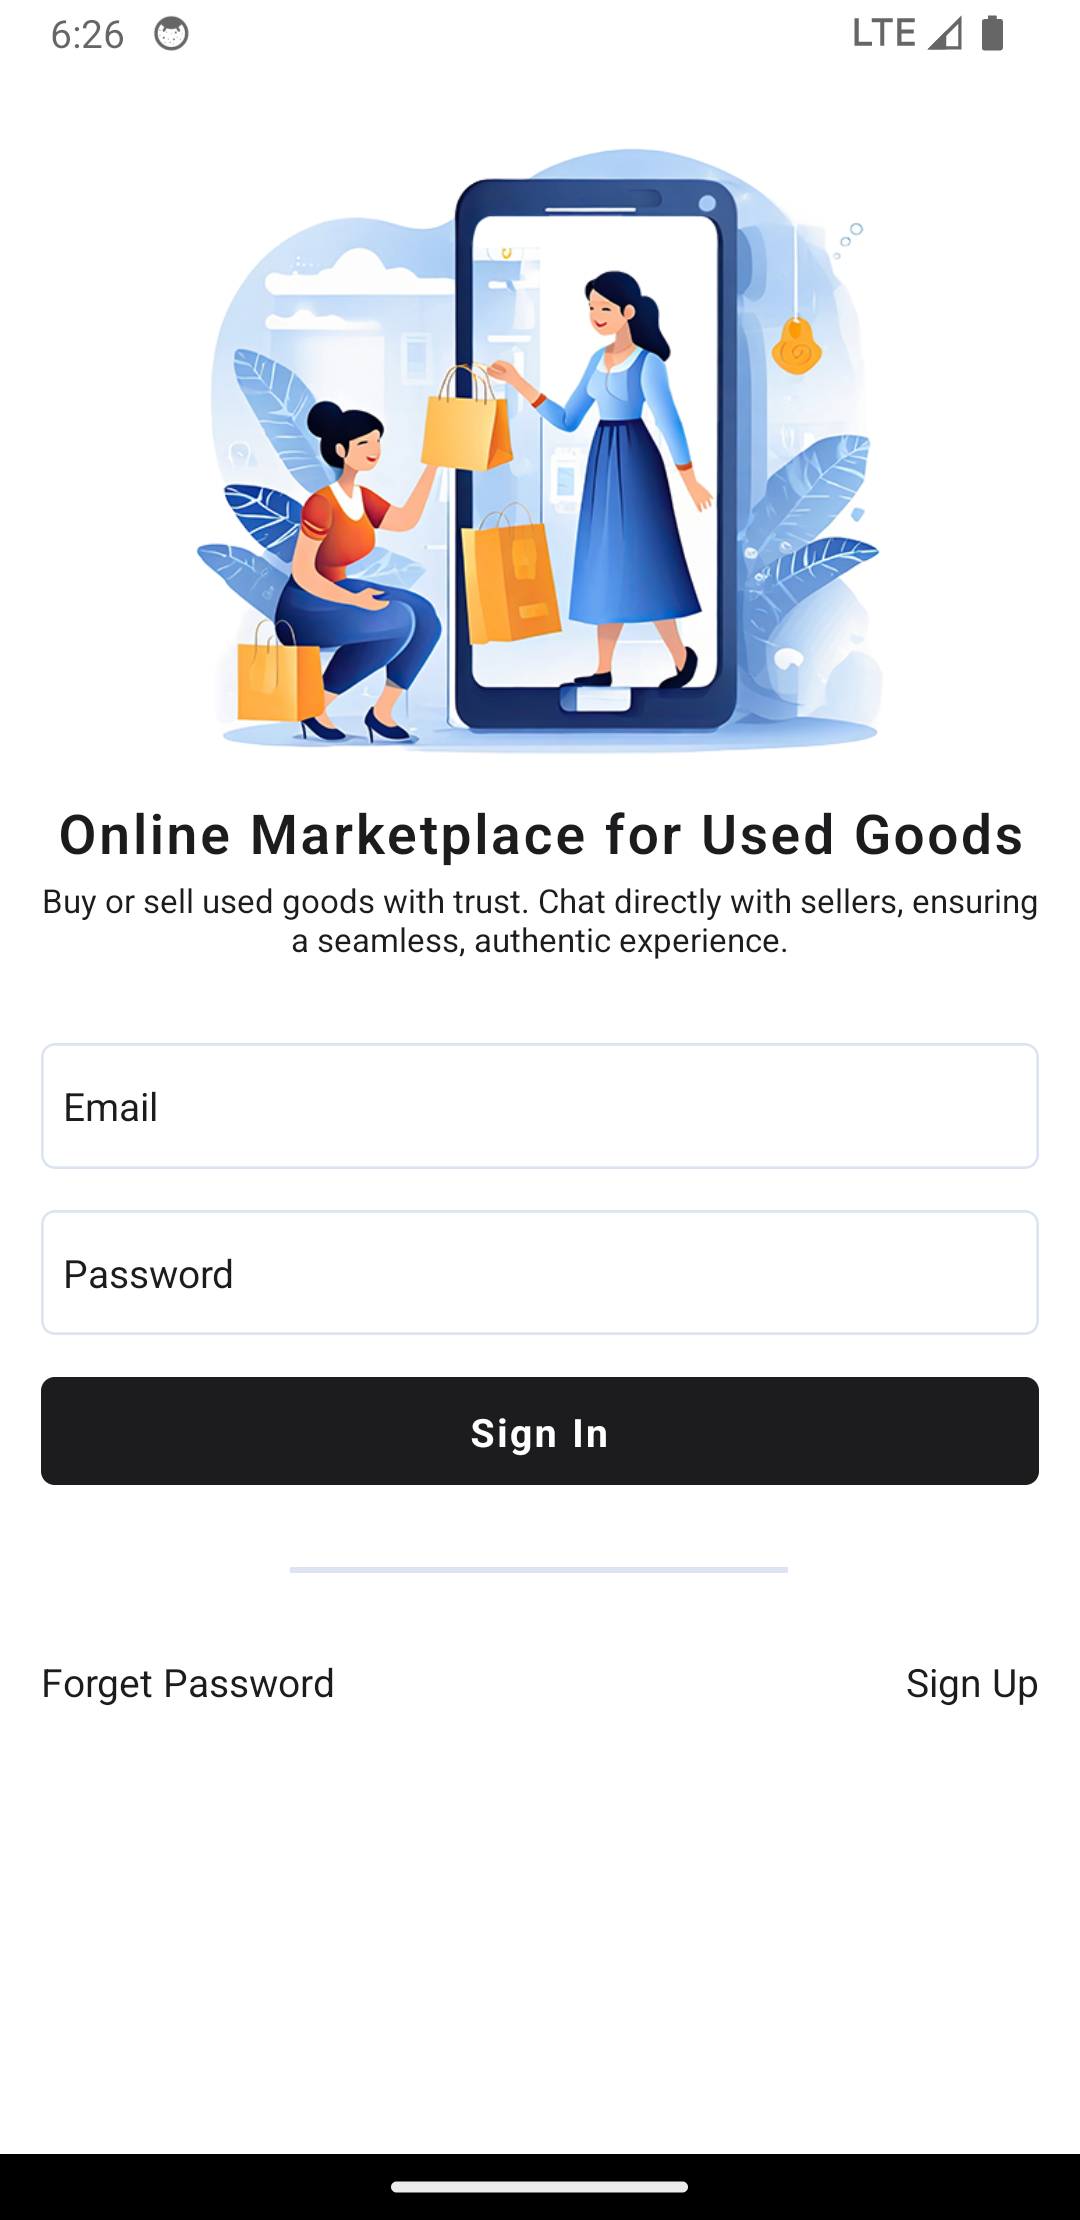 6:26
LTE
Online Marketplace for Used Goods
Buy or sell used goods with trust. Chat directly with sellers, ensuring
a seamless, authentic experience.
Email
Password
Sign In
Forget Password
Sign Up